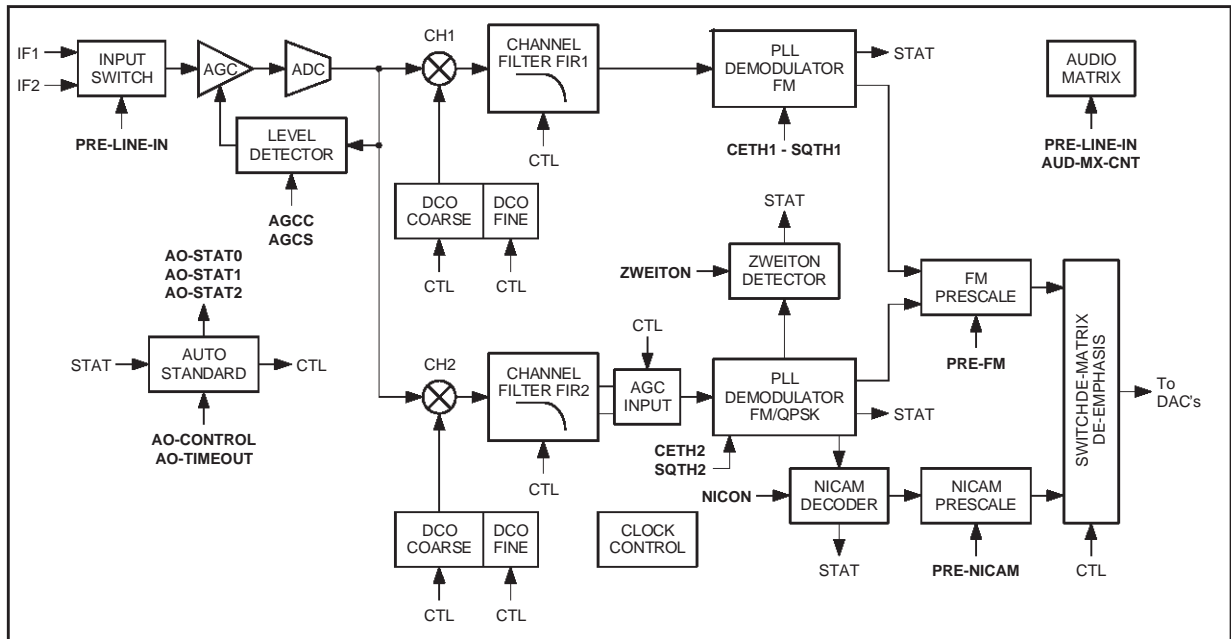 IF1
IF2
INPUT
SWITCH
PRE-LINE-IN
AGC
ADC
LEVEL
DETECTOR
AGCC
AGCS
CH1
CHANNEL
FILTER FIR1
CTL
DCO
COARSE
DCO
FINE
CTL
CTL
PLL
DEMODULATOR
FM
STAT
CETH1 - SQTH1
AUDIO
MATRIX
PRE-LINE-IN
AUD-MX-CNT
AO-STAT0
AO-STAT1
AO-STAT2
STAT
AUTO
STANDARD
CTL
AO-CONTROL
AO-TIMEOUT
STAT
ZWEITON
ZWEITON
DETECTOR
CH2
CHANNEL
FILTER FIR2
CTL
CTL
AGC
INPUT
PLL
DEMODULATOR
FM/QPSK
STAT
CETH2
SQTH2
FM
PRESCALE
PRE-FM
DCO
COARSE
DCO
FINE
CTL
CTL
CLOCK
CONTROL
NICON
NICAM
DECODER
STAT
NICAM
PRESCALE
PRE-NICAM
SWITCHDE-MATRIX
DE-EMPHASIS
CTL
To
DAC's